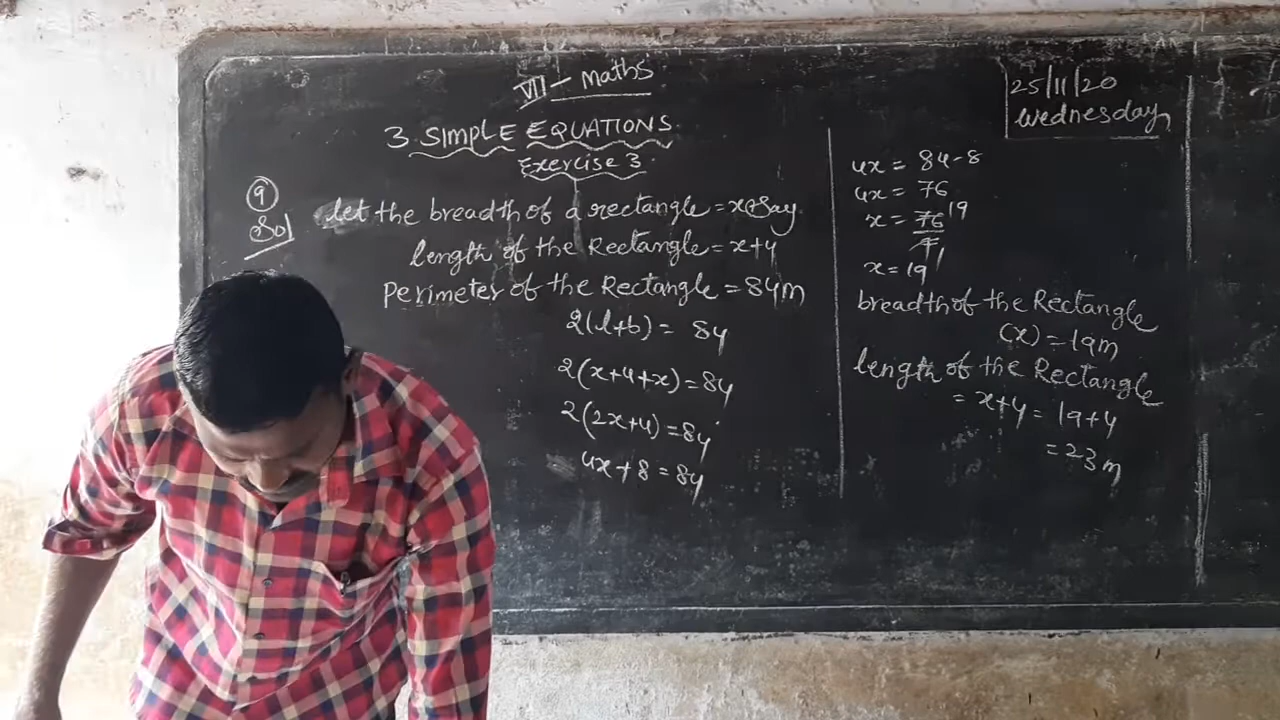 VII - Maths
25/11/20
Wednesday
3 SIMPLE EQUATIONS
Exercise 3
9
Sol
let the breadth of a rectangle = x Say
length of the Rectangle = x+4
Perimeter of the Rectangle = 84m
2(l+b) = 84
2(x+4+x) = 84
2(2x+4) = 84
4x+8 = 84
4x = 84-8
4x = 76
x = 76 19
4 1
x = 19
breadth of the Rectangle
(x) = 19m
length of the Rectangle
= x+4 = 19+4
= 23m